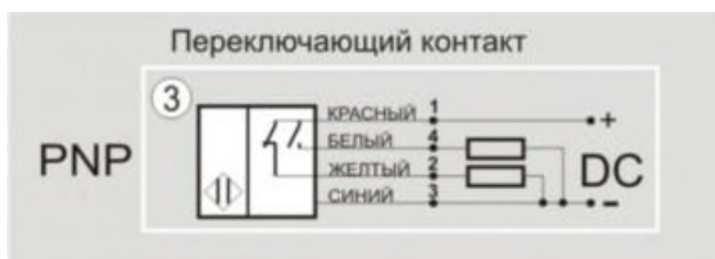 Переключающий контакт
3
PNP
КРАСНЫЙ 1
+
БЕЛЫЙ 4
ЖЕЛТЫЙ 2
DC
СИНИЙ 3
-